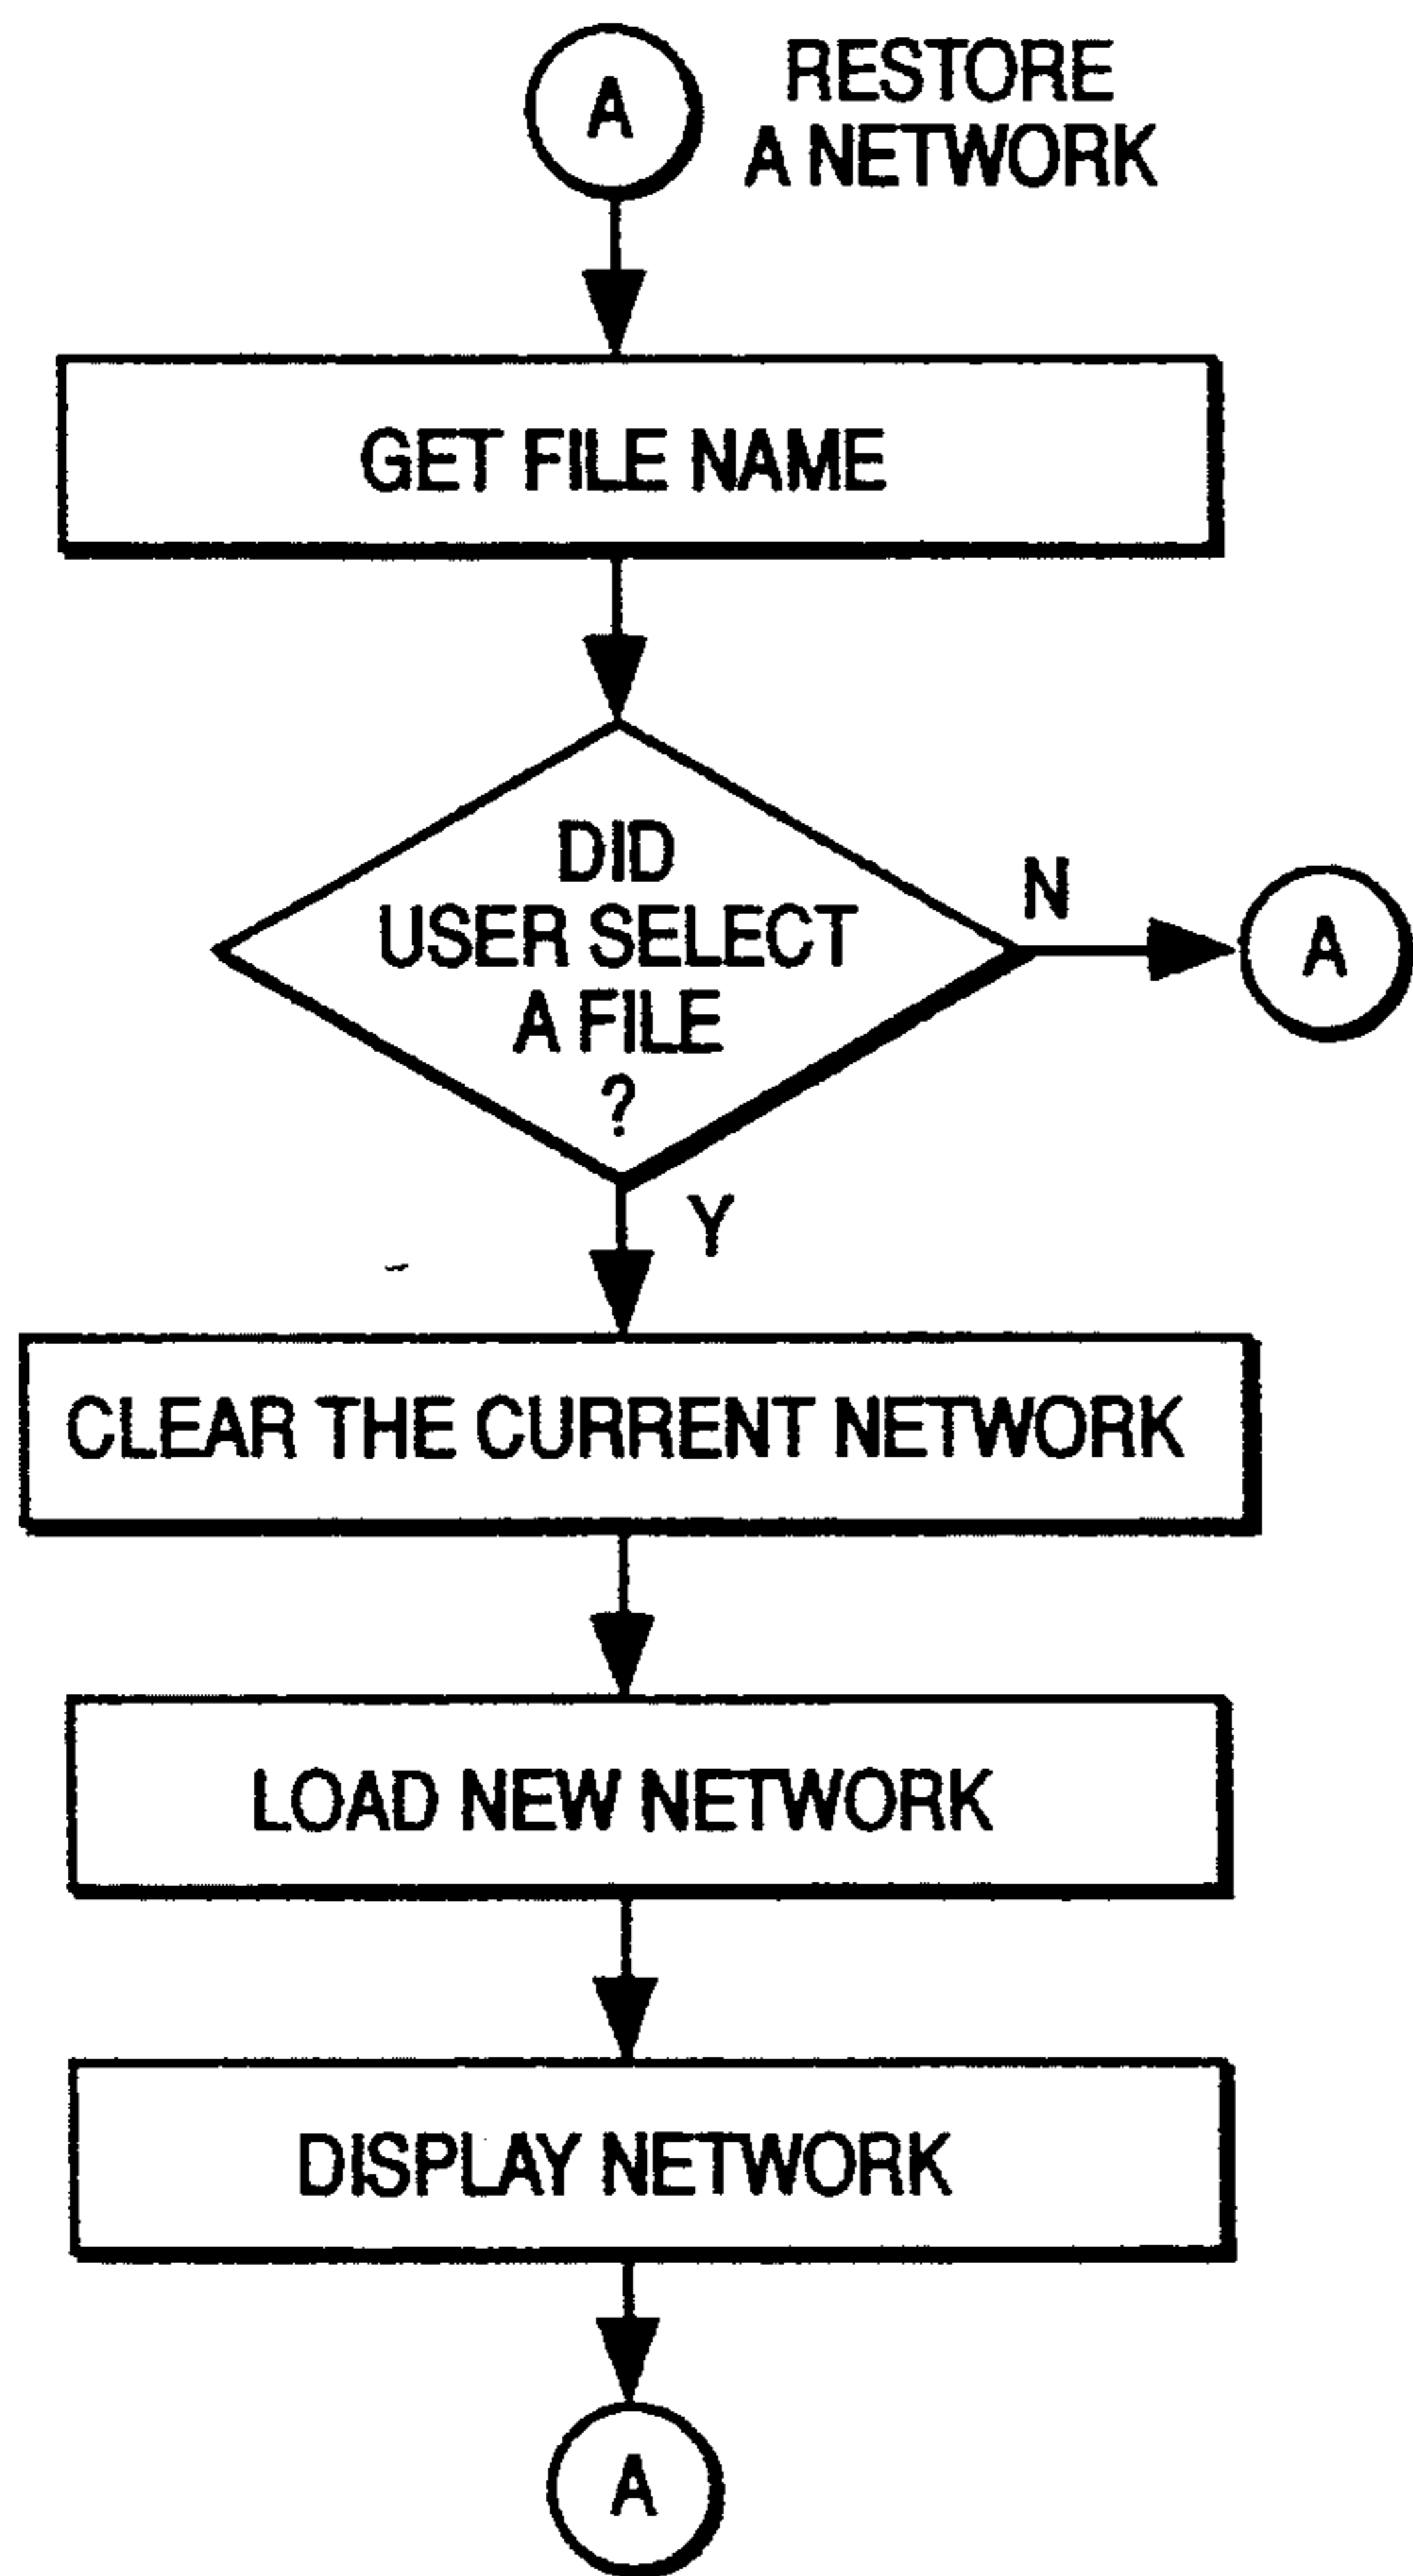 A
RESTORE
A NETWORK
GET FILE NAME
DID
USER SELECT
A FILE
?
N
A
Y
CLEAR THE CURRENT NETWORK
LOAD NEW NETWORK
DISPLAY NETWORK
A